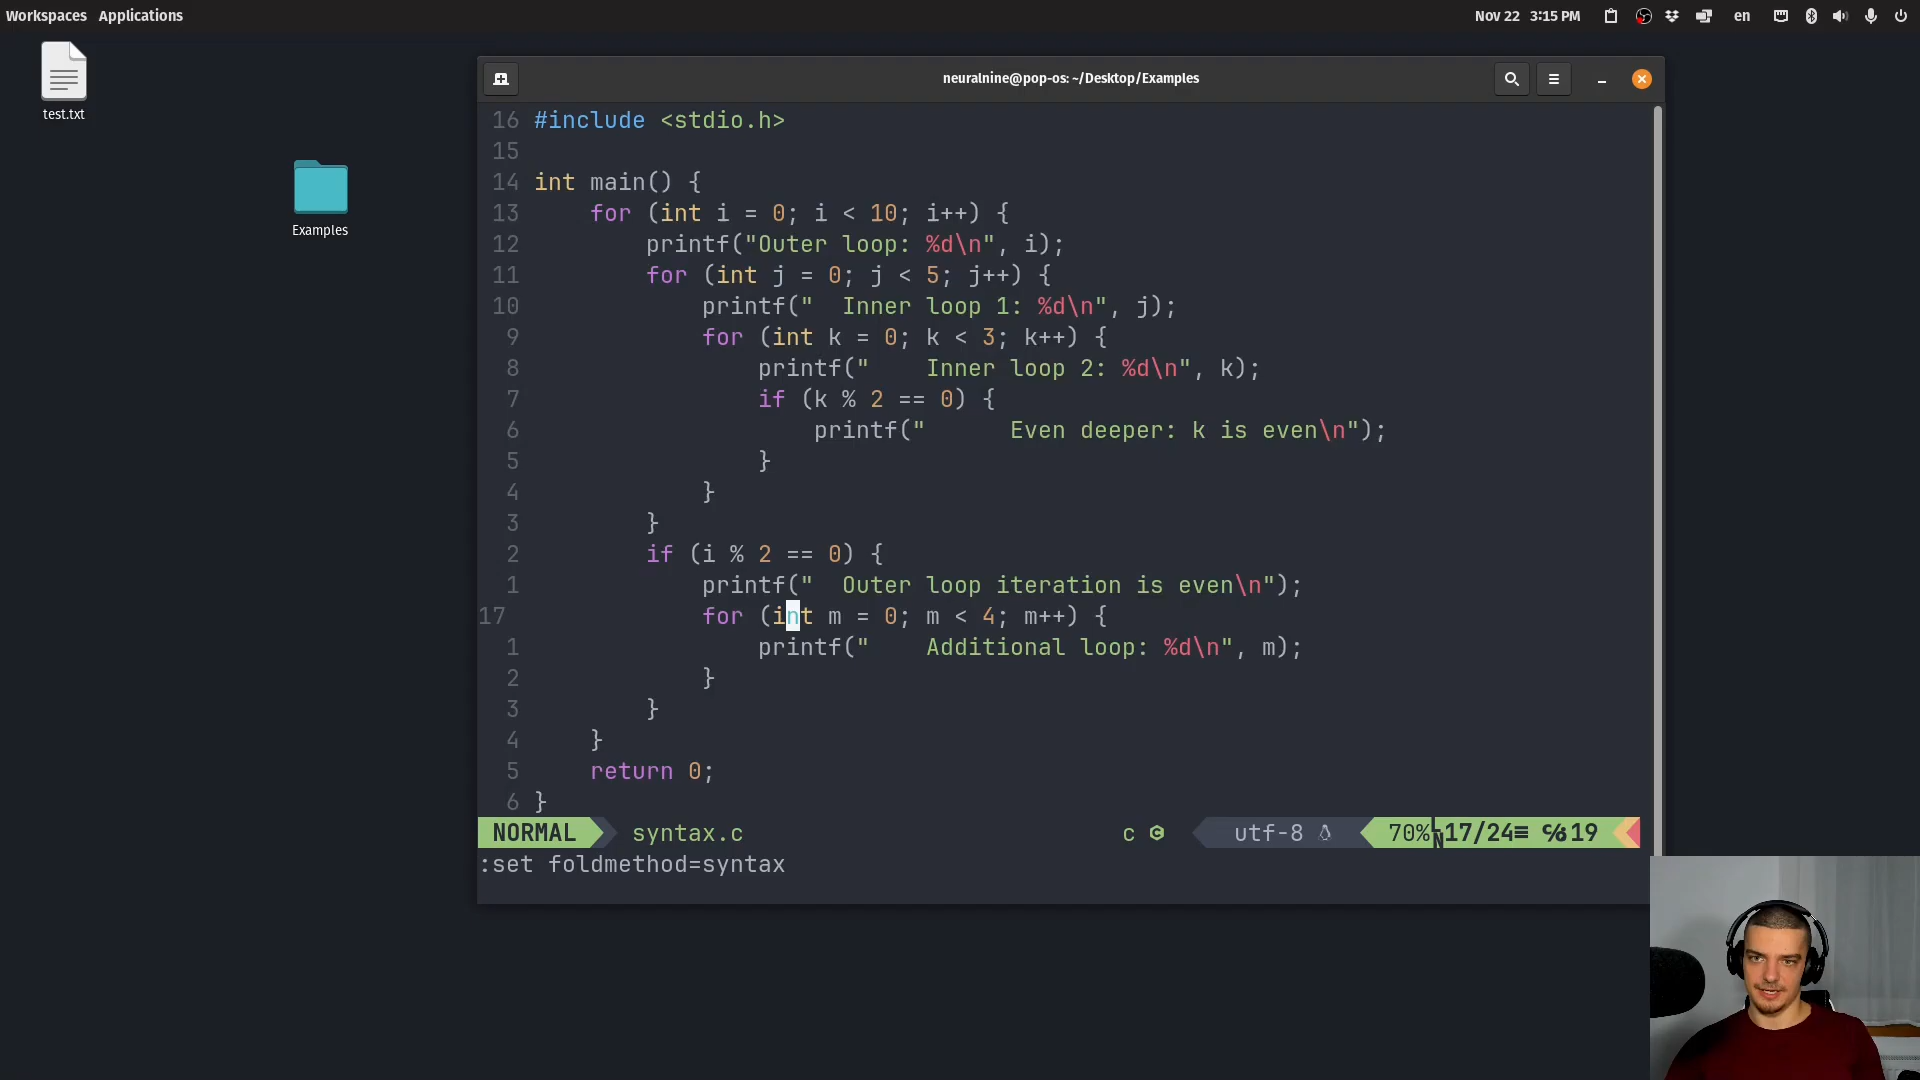 Workspaces Applications
Nov 22 3:15 PM en
test.txt
Examples
neuralnine@pop-os: ~/Desktop/Examples
16 #include <stdio.h>
15
14 int main() {
13     for (int i = 0; i < 10; i++) {
12         printf("Outer loop: %d\n", i);
11         for (int j = 0; j < 5; j++) {
10             printf("  Inner loop 1: %d\n", j);
9                 for (int k = 0; k < 3; k++) {
8                     printf("    Inner loop 2: %d\n", k);
7                     if (k % 2 == 0) {
6                         printf("      Even deeper: k is even\n");
5                     }
4                 }
3             }
2         if (i % 2 == 0) {
1             printf("  Outer loop iteration is even\n");
17             for (int m = 0; m < 4; m++) {
1                 printf("    Additional loop: %d\n", m);
2             }
3         }
4     }
5     return 0;
6 }
NORMAL syntax.c c utf-8 70% 17/24 ℅19
:set foldmethod=syntax